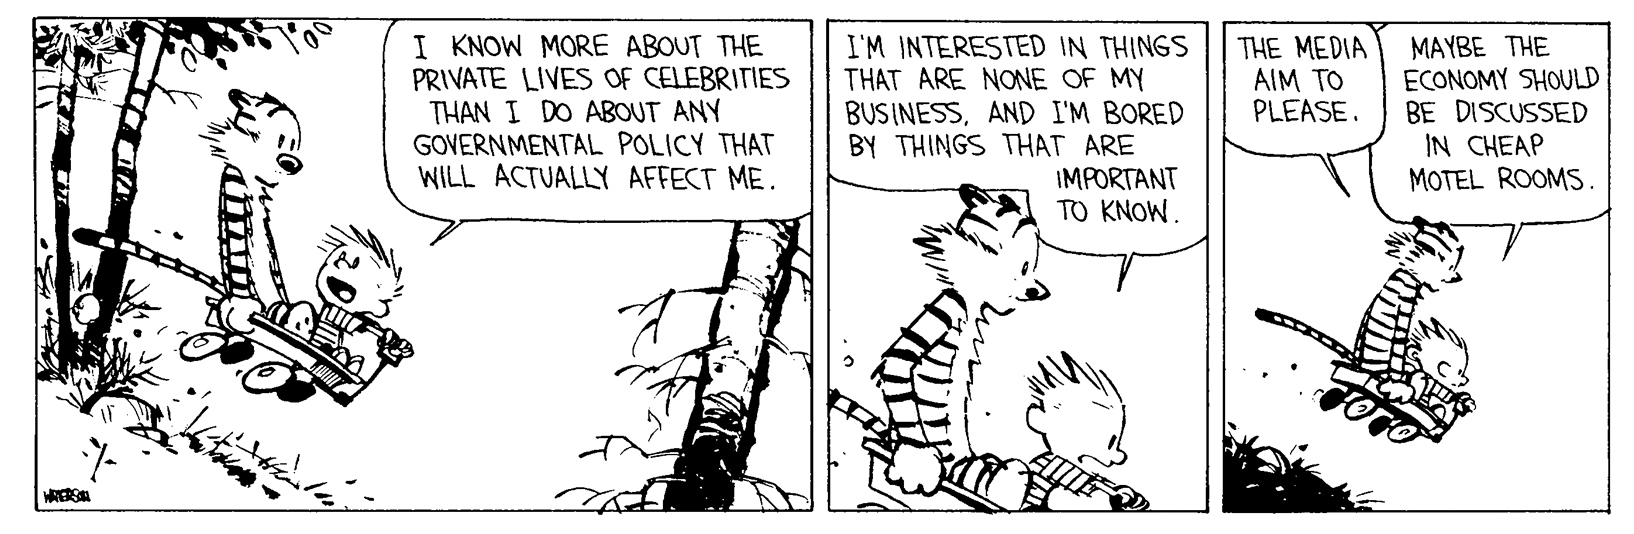 I KNOW MORE ABOUT THE
PRIVATE LIVES OF CELEBRITIES
THAN I DO ABOUT ANY
GOVERNMENTAL POLICY THAT
WILL ACTUALLY AFFECT ME.
I'M INTERESTED IN THINGS
THAT ARE NONE OF MY
BUSINESS, AND I'M BORED
BY THINGS THAT ARE
IMPORTANT
TO KNOW.
THE MEDIA
AIM TO
PLEASE.
MAYBE THE
ECONOMY SHOULD
BE DISCUSSED
IN CHEAP
MOTEL ROOMS.
WATTERSON